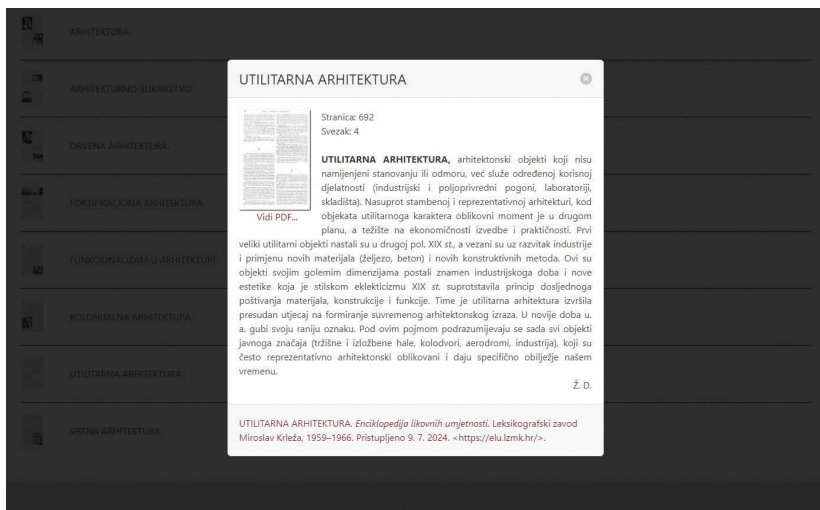 ARHITEKTURA
ARHITEKTURNO SLIKARSTVO
DRVENA ARHITEKTURA
FORTIFIKACIONA ARHITEKTURA
FUNKCIONALIZAM U ARHITEKTURI
KOLONIJALNA ARHITEKTURA
UTILITARNA ARHITEKTURA
VRTNA ARHITEKTURA
UTILITARNA ARHITEKTURA
Stranica: 692
Svezak: 4
Vidi PDF...
UTILITARNA ARHITEKTURA, arhitektonski objekti koji nisu
namijenjeni stanovanju ili odmoru, već služe određenoj korisnoj
djelatnosti (industrijski i poljoprivredni pogoni, laboratoriji,
skladišta). Nasuprot stambenoj i reprezentativnoj arhitekturi, kod
objekata utilitarnoga karaktera oblikovni moment je u drugom
planu, a težište na ekonomičnosti izvedbe i praktičnosti. Prvi
veliki utilitarni objekti nastali su u drugoj pol. XIX st., a vezani su uz razvitak industrije
i primjenu novih materijala (željezo, beton) i novih konstruktivnih metoda. Ovi su
objekti svojim golemim dimenzijama postali znamen industrijskoga doba i nove
estetike koja je stilskom eklekticizmu XIX st. suprotstavila princip dosljednoga
poštivanja materijala, konstrukcije i funkcije. Time je utilitarna arhitektura izvršila
presudan utjecaj na formiranje suvremenog arhitektonskog izraza. U novije doba u.
a. gubi svoju raniju oznaku. Pod ovim pojmom podrazumijevaju se sada svi objekti
javnoga značaja (tržišne i izložbene hale, kolodvori, aerodromi, industrija), koji su
često reprezentativno arhitektonski oblikovani i daju specifično obilježje našem
vremenu.
Ž. D.
UTILITARNA ARHITEKTURA. Enciklopedija likovnih umjetnosti. Leksikografski zavod
Miroslav Krleža, 1959–1966. Pristupljeno 9. 7. 2024. <https://elu.lzmk.hr/>.